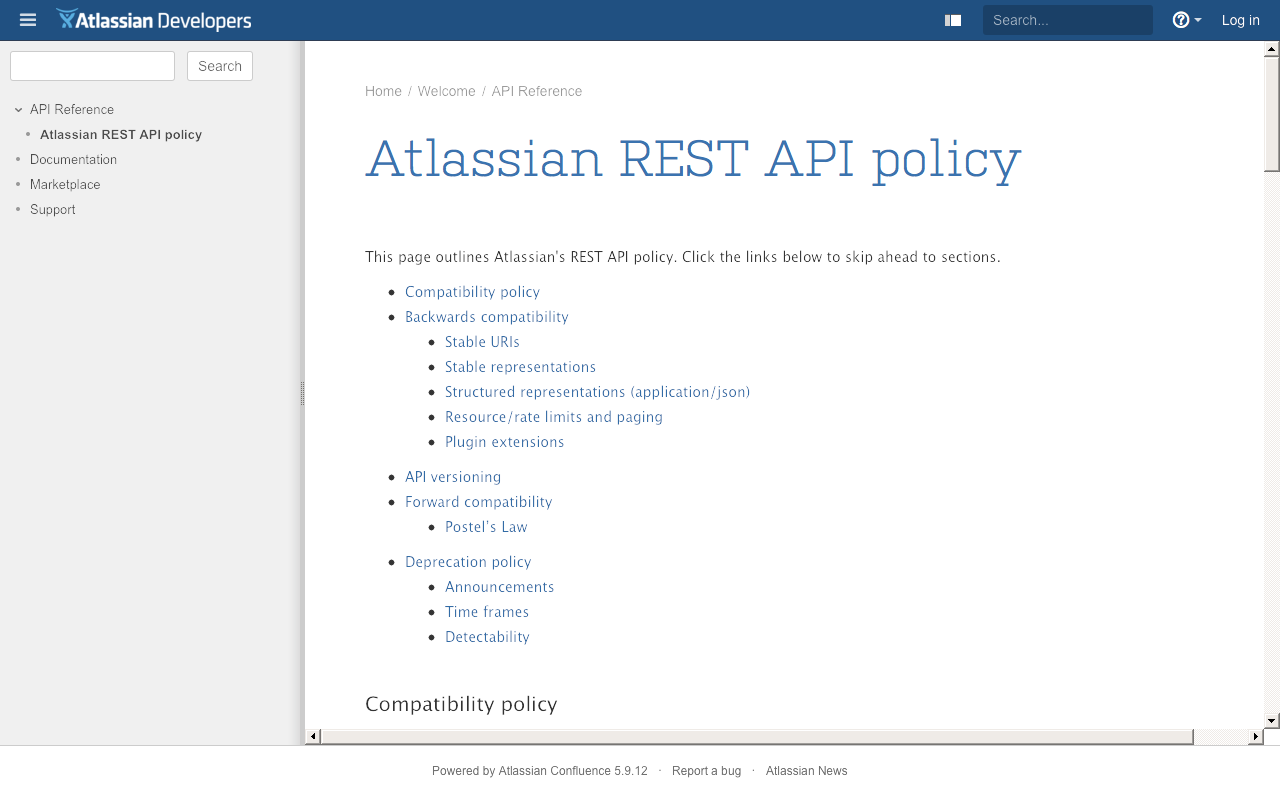 Atlassian Developers
Search...
Log in
Search
API Reference
Atlassian REST API policy
Documentation
Marketplace
Support
Home / Welcome / API Reference
Atlassian REST API policy
This page outlines Atlassian's REST API policy. Click the links below to skip ahead to sections.
Compatibility policy
Backwards compatibility
Stable URIs
Stable representations
Structured representations (application/json)
Resource/rate limits and paging
Plugin extensions
API versioning
Forward compatibility
Postel's Law
Deprecation policy
Announcements
Time frames
Detectability
Compatibility policy
Powered by Atlassian Confluence 5.9.12 · Report a bug · Atlassian News